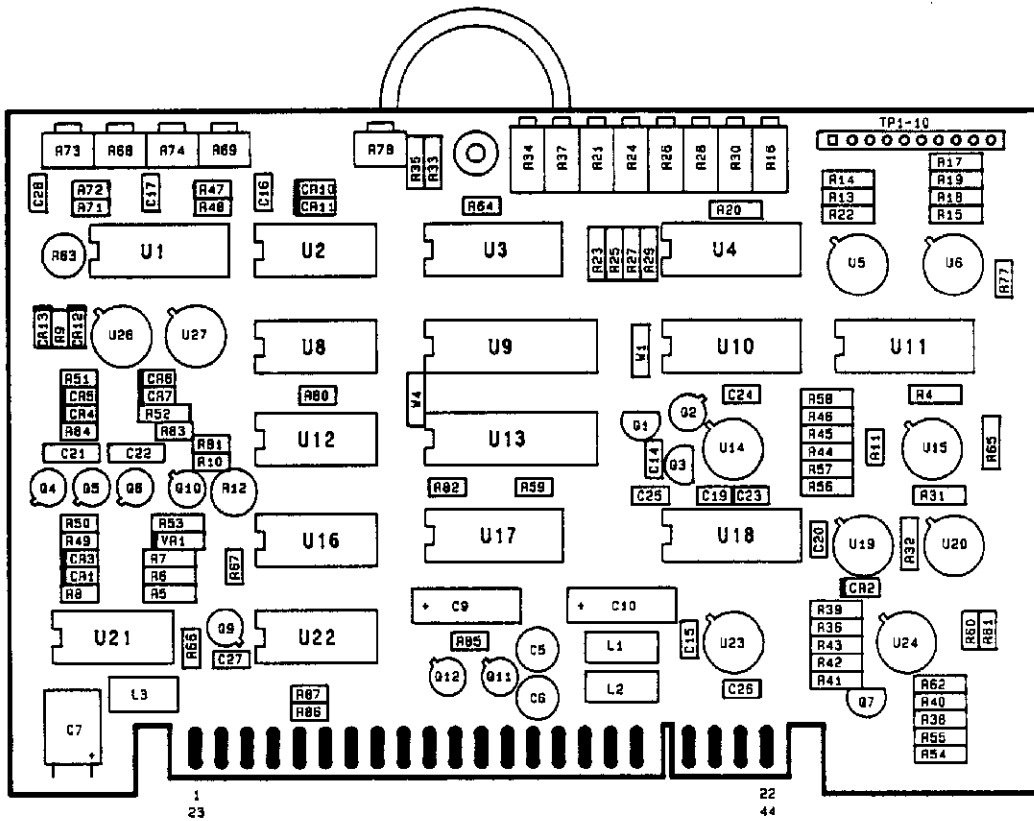 TP1-10
R73 R68 R74 R69 R78 R35 R33 R34 R37 R21 R24 R26 R28 R30 R16
R17
R14 R19
R13 R18
R22 R15
C28 R72 C17 R47 C16 CR10
R71 R48 CR11
R64 R20
R63 U1 U2 U3 R23 R25 R27 R29 U4 U5 U6 R77
CR13 R9 CR12 U26 U27 U8 U9 W1 U10 U11
R51 CR6
CR5 CR7 R80 W4 C24 R58 R4
CR4 R52 R46
R84 R83 R45
C21 C22 R81 U12 U13 Q1 Q2 U14 R44 R11 U15 R65
R10 C14 Q3 R57
Q4 Q5 Q6 Q10 R12 R82 R59 C25 C19 C23 R56 R31
R50 R53
R49 VR1 U16 U17 U18 C20 U19 R32 U20
CR3 R7 R67
CR1 R6
R8 R5 CR2
C9 C10 R39
U21 R66 Q9 U22 R85 C5 L1 C15 U23 R36 U24 R60 R61
C27 R43
Q12 Q11 R42
L3 R87 C6 L2 C26 R41 Q7 R62
R86 R40
C7 R38
R55
R54
+ + +
1 22
23 44